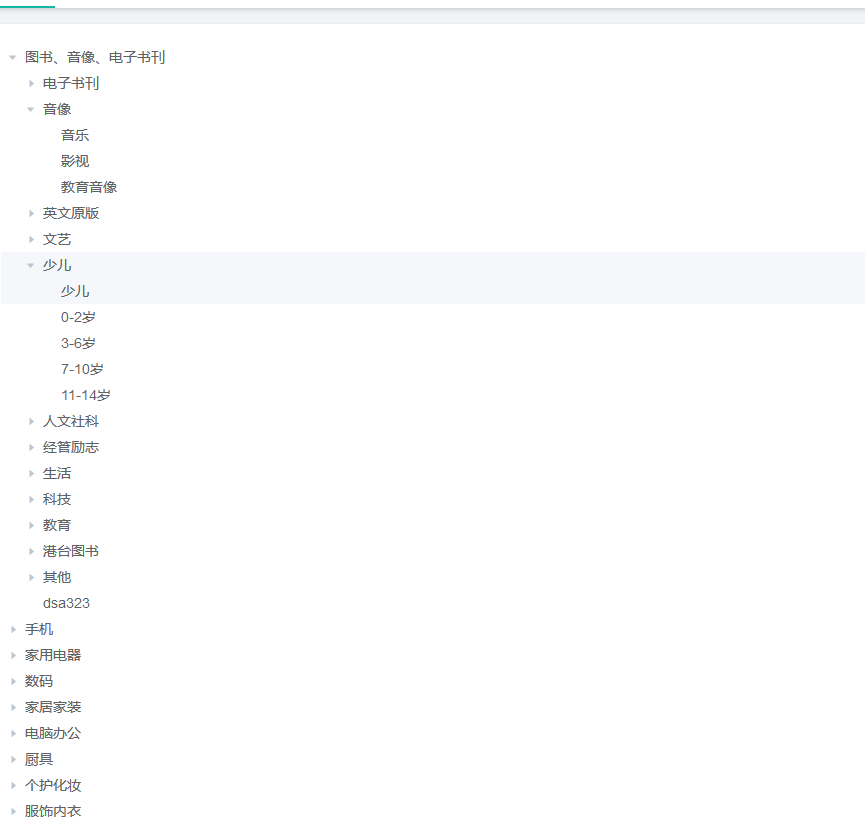 图书、音像、电子书刊
电子书刊
音像
音乐
影视
教育音像
英文原版
文艺
少儿
少儿
0-2岁
3-6岁
7-10岁
11-14岁
人文社科
经管励志
生活
科技
教育
港台图书
其他
dsa323
手机
家用电器
数码
家居家装
电脑办公
厨具
个护化妆
服饰内衣